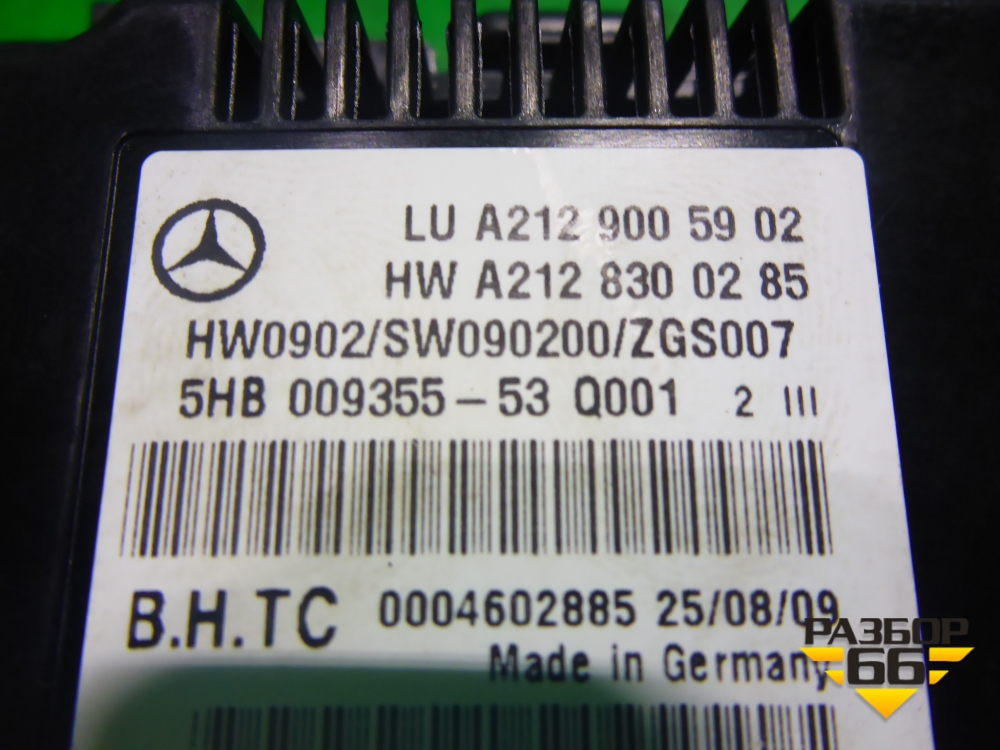 LU A212 900 59 02
HW A212 830 02 85
HW0902/SW090200/ZGS007
5HB 009355-53 Q001 2 III
B.H.TC 0004602885 25/08/09
Made in Germany
РАЗБОР
66